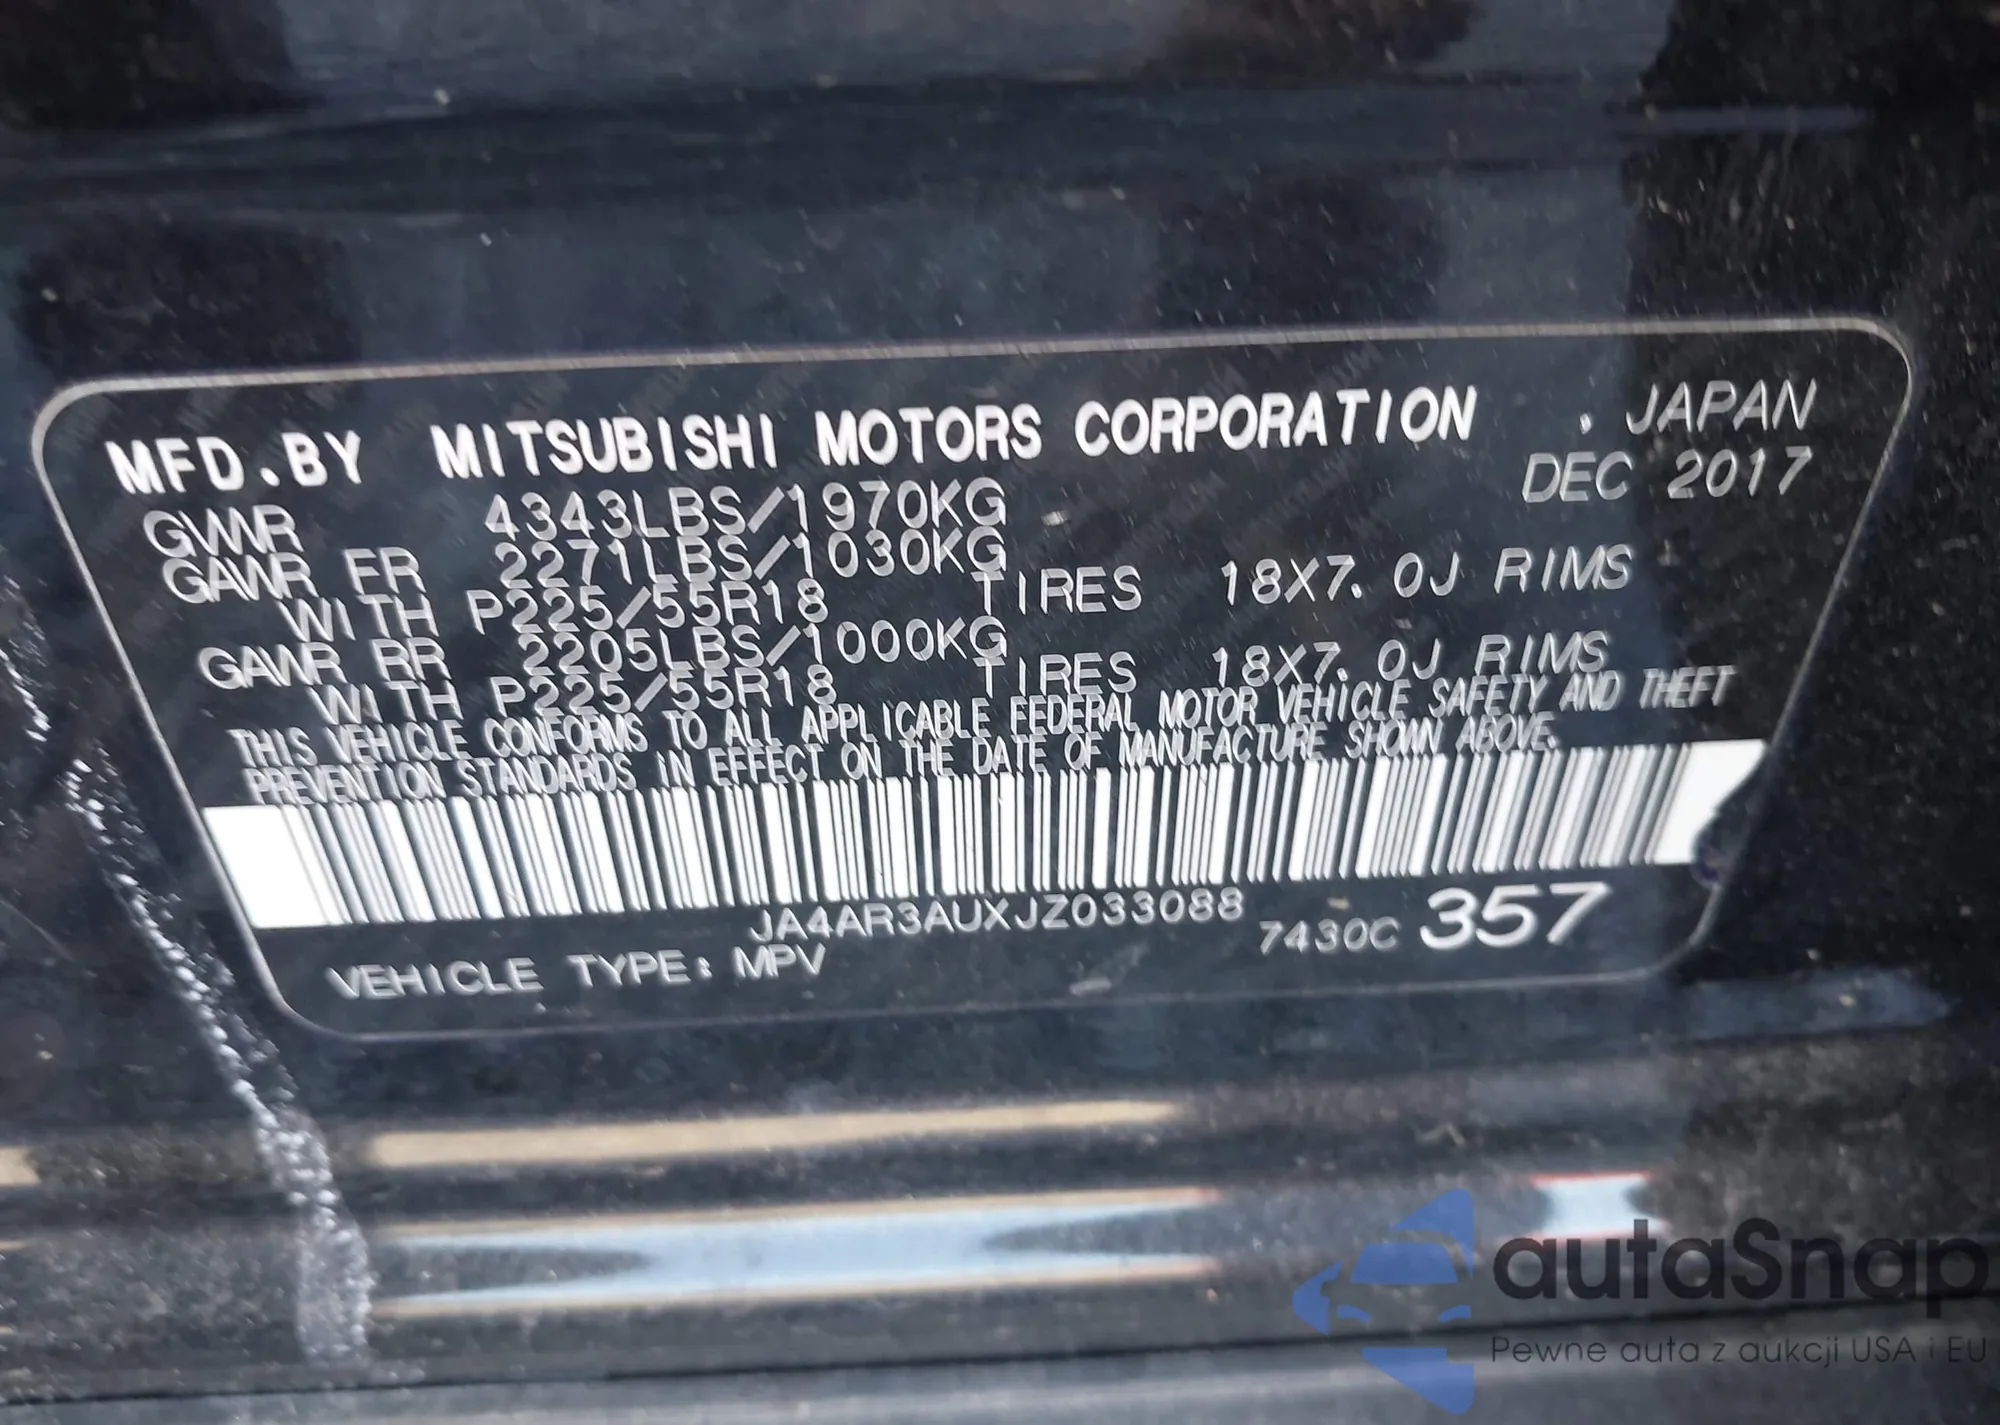 MFD.BY MITSUBISHI MOTORS CORPORATION . JAPAN
DEC 2017
GVWR 4343LBS/1970KG
GAWR FR 2271LBS/1030KG
WITH P225/55R18 TIRES 18X7.0J RIMS
GAWR RR 2205LBS/1000KG
WITH P225/55R18 TIRES 18X7.0J RIMS
THIS VEHICLE CONFORMS TO ALL APPLICABLE FEDERAL MOTOR VEHICLE SAFETY AND THEFT
PREVENTION STANDARDS IN EFFECT ON THE DATE OF MANUFACTURE SHOWN ABOVE.
JA4AR3AUXJZ033088
7430C 357
VEHICLE TYPE: MPV
autaSnap
Pewne auta z aukcji USA i EU